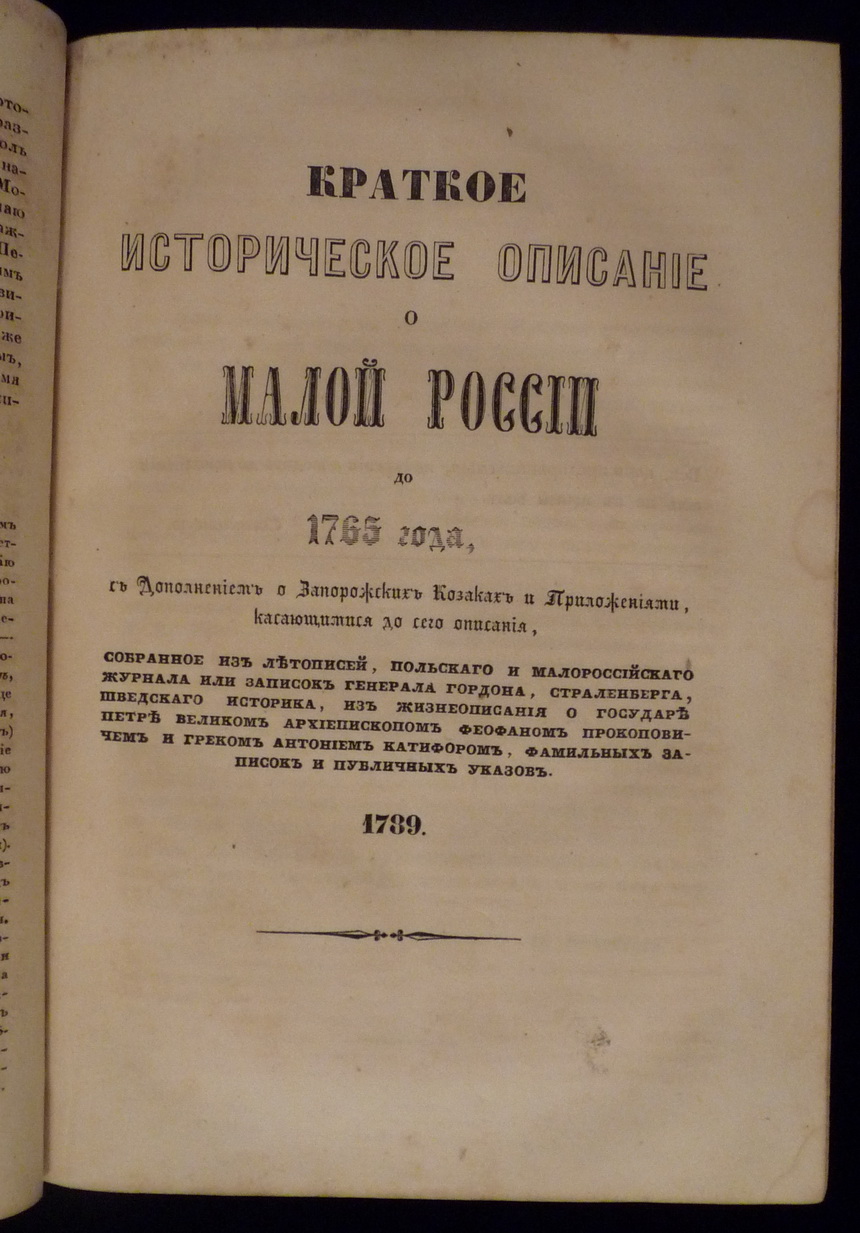 КРАТКОЕ
ИСТОРИЧЕСКОЕ ОПИСАНІЕ
О
МАЛОЙ РОССІИ
ДО
1765 года,
съ Дополненіемъ о Запорожскихъ Козакахъ и Приложеніями,
касающимися до сего описанія,
СОБРАННОЕ ИЗЪ ЛѢТОПИСЕЙ, ПОЛЬСКАГО И МАЛОРОССІЙСКАГО
ЖУРНАЛА ИЛИ ЗАПИСОКЪ ГЕНЕРАЛА ГОРДОНА, СТРАЛЕНБЕРГА,
ШВЕДСКАГО ИСТОРИКА, ИЗЪ ЖИЗНЕОПИСАНІЯ О ГОСУДАРѢ
ПЕТРѢ ВЕЛИКОМЪ АРХІЕПИСКОПОМЪ ФЕОФАНОМЪ ПРОКОПОВИ-
ЧЕМЪ И ГРЕКОМЪ АНТОНІЕМЪ КАТИФОРОМЪ, ФАМИЛЬНЫХЪ ЗА-
ПИСОКЪ И ПУБЛИЧНЫХЪ УКАЗОВЪ.
1789.